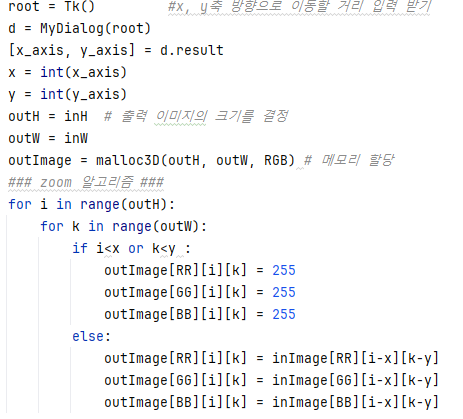 root = Tk()          #x, y축 방향으로 이동할 거리 입력 받기
d = MyDialog(root)
[x_axis, y_axis] = d.result
x = int(x_axis)
y = int(y_axis)
outH = inH  # 출력 이미지의 크기를 결정
outW = inW
outImage = malloc3D(outH, outW, RGB) # 메모리 할당
### zoom 알고리즘 ###
for i in range(outH):
    for k in range(outW):
        if i<x or k<y :
            outImage[RR][i][k] = 255
            outImage[GG][i][k] = 255
            outImage[BB][i][k] = 255
        else:
            outImage[RR][i][k] = inImage[RR][i-x][k-y]
            outImage[GG][i][k] = inImage[GG][i-x][k-y]
            outImage[BB][i][k] = inImage[BB][i-x][k-y]